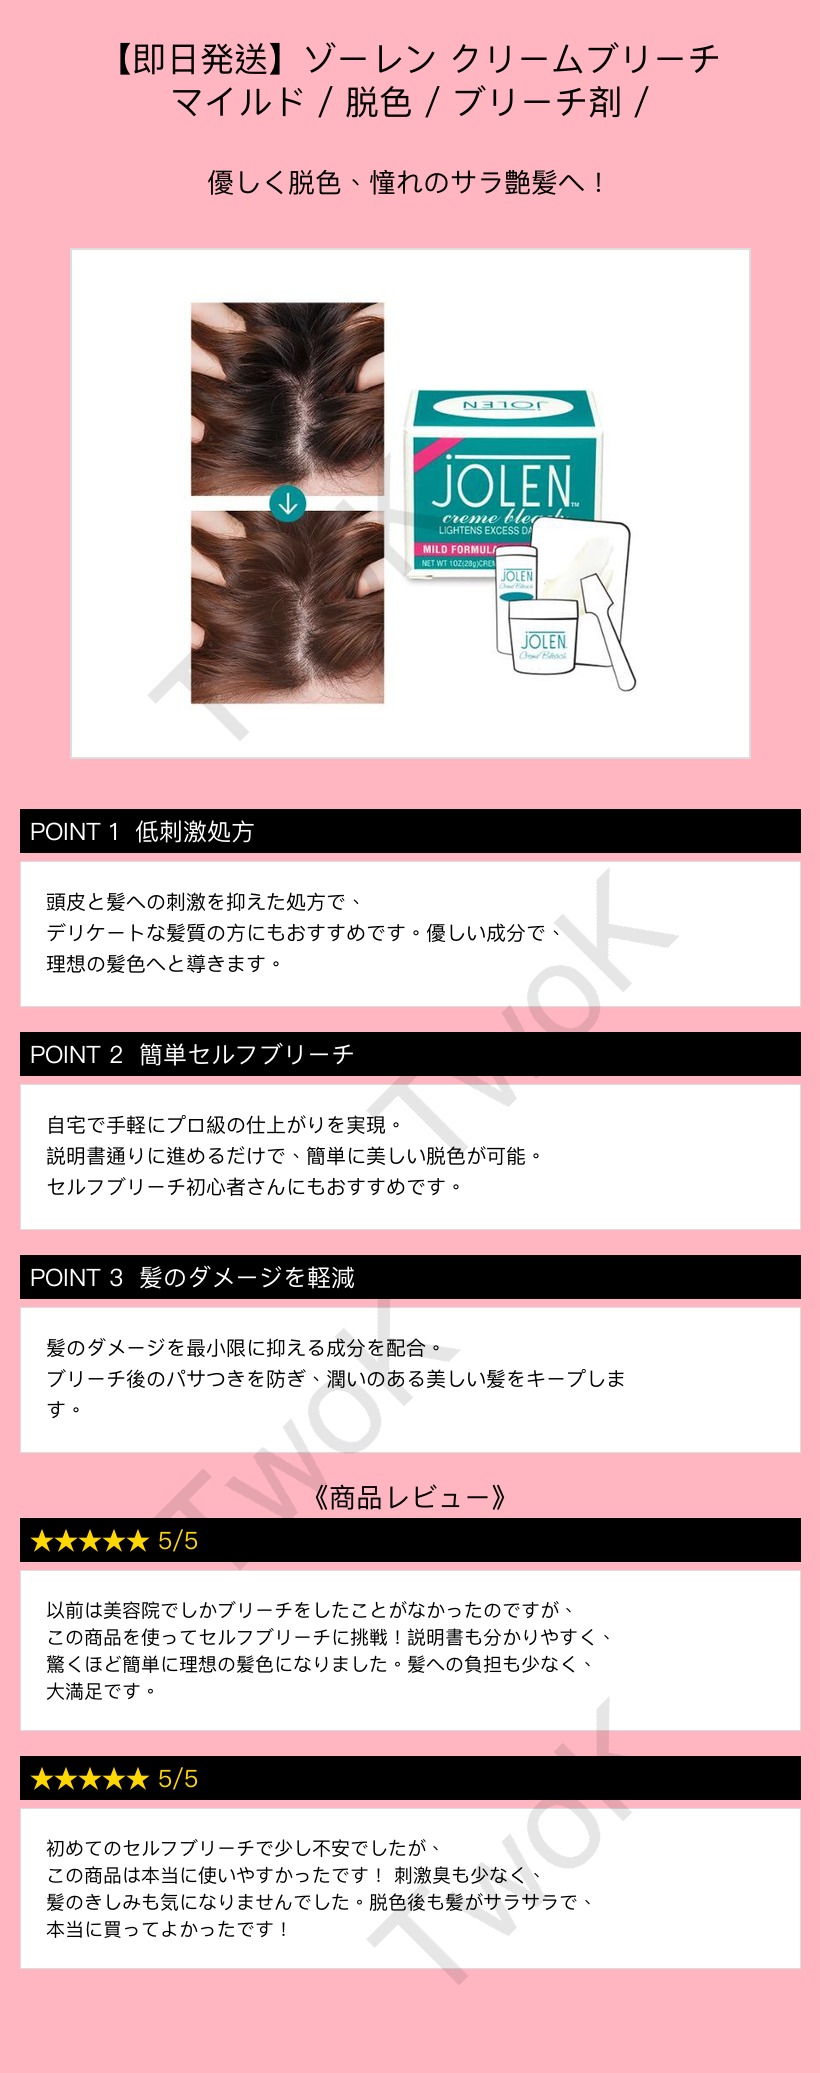 【即日発送】ゾーレン クリームブリーチ
マイルド / 脱色 / ブリーチ剤 /
優しく脱色、憧れのサラ艶髪へ！
JOLEN
JOLEN™
creme bleach
LIGHTENS EXCESS DA
MILD FORMULA
NET WT 1OZ(28g)CREM
JOLEN
Creme Bleach
JOLEN
Creme Bleach
POINT 1 低刺激処方
頭皮と髪への刺激を抑えた処方で、
デリケートな髪質の方にもおすすめです。優しい成分で、
理想の髪色へと導きます。
POINT 2 簡単セルフブリーチ
自宅で手軽にプロ級の仕上がりを実現。
説明書通りに進めるだけで、簡単に美しい脱色が可能。
セルフブリーチ初心者さんにもおすすめです。
POINT 3 髪のダメージを軽減
髪のダメージを最小限に抑える成分を配合。
ブリーチ後のパサつきを防ぎ、潤いのある美しい髪をキープしま
す。
《商品レビュー》
★★★★★ 5/5
以前は美容院でしかブリーチをしたことがなかったのですが、
この商品を使ってセルフブリーチに挑戦！説明書も分かりやすく、
驚くほど簡単に理想の髪色になりました。髪への負担も少なく、
大満足です。
★★★★★ 5/5
初めてのセルフブリーチで少し不安でしたが、
この商品は本当に使いやすかったです！ 刺激臭も少なく、
髪のきしみも気になりませんでした。脱色後も髪がサラサラで、
本当に買ってよかったです！
TwoK
TwoK
TwoK
TwoK